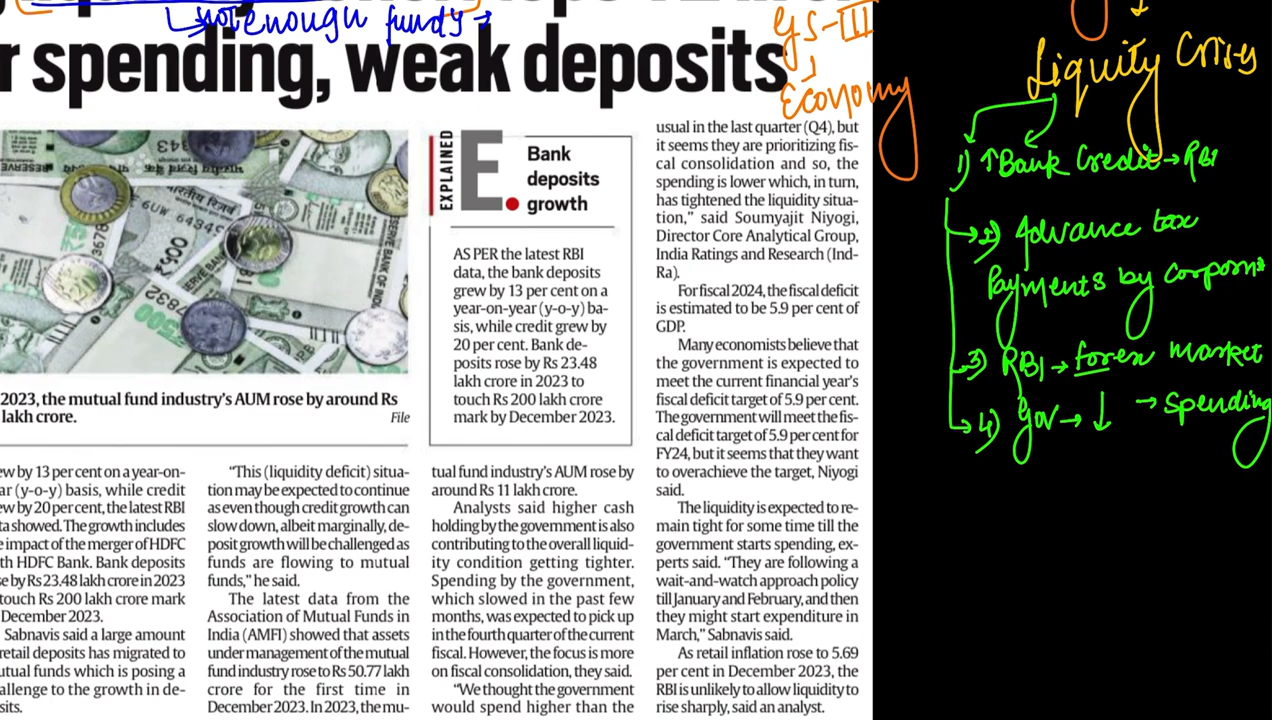 not enough funds →
GS-III
↓
Economy
r spending, weak deposits
EXPLAINED
E.
Bank
deposits
growth
AS PER the latest RBI
data, the bank deposits
grew by 13 per cent on a
year-on-year (y-o-y) ba-
sis, while credit grew by
20 per cent. Bank de-
posits rose by Rs 23.48
lakh crore in 2023 to
touch Rs 200 lakh crore
mark by December 2023.
2023, the mutual fund industry's AUM rose by around Rs
lakh crore.
File
ew by 13 per cent on a year-on-
ar (y-o-y) basis, while credit
ew by 20 per cent, the latest RBI
ta showed. The growth includes
e impact of the merger of HDFC
th HDFC Bank. Bank deposits
se by Rs 23.48 lakh crore in 2023
touch Rs 200 lakh crore mark
December 2023.
Sabnavis said a large amount
retail deposits has migrated to
utual funds which is posing a
allenge to the growth in de-
sits.
"This (liquidity deficit) situa-
tion may be expected to continue
as even though credit growth can
slow down, albeit marginally, de-
posit growth will be challenged as
funds are flowing to mutual
funds," he said.
The latest data from the
Association of Mutual Funds in
India (AMFI) showed that assets
under management of the mutual
fund industry rose to Rs 50.77 lakh
crore for the first time in
December 2023. In 2023, the mu-
tual fund industry's AUM rose by
around Rs 11 lakh crore.
Analysts said higher cash
holding by the government is also
contributing to the overall liquid-
ity condition getting tighter.
Spending by the government,
which slowed in the past few
months, was expected to pick up
in the fourth quarter of the current
fiscal. However, the focus is more
on fiscal consolidation, they said.
"We thought the government
would spend higher than the
usual in the last quarter (Q4), but
it seems they are prioritizing fis-
cal consolidation and so, the
spending is lower which, in turn,
has tightened the liquidity situa-
tion," said Soumyajit Niyogi,
Director Core Analytical Group,
India Ratings and Research (Ind-
Ra).
For fiscal 2024, the fiscal deficit
is estimated to be 5.9 per cent of
GDP.
Many economists believe that
the government is expected to
meet the current financial year's
fiscal deficit target of 5.9 per cent.
The government will meet the fis-
cal deficit target of 5.9 per cent for
FY24, but it seems that they want
to overachieve the target, Niyogi
said.
The liquidity is expected to re-
main tight for some time till the
government starts spending, ex-
perts said. "They are following a
wait-and-watch approach policy
till January and February, and then
they might start expenditure in
March," Sabnavis said.
As retail inflation rose to 5.69
per cent in December 2023, the
RBI is unlikely to allow liquidity to
rise sharply, said an analyst.
Liquity Crisy
1) ↑ Bank Credit → RBI
2) Advance tax
Payments by corporn
3) RBI → forex market
4) Gov → ↓ → spending